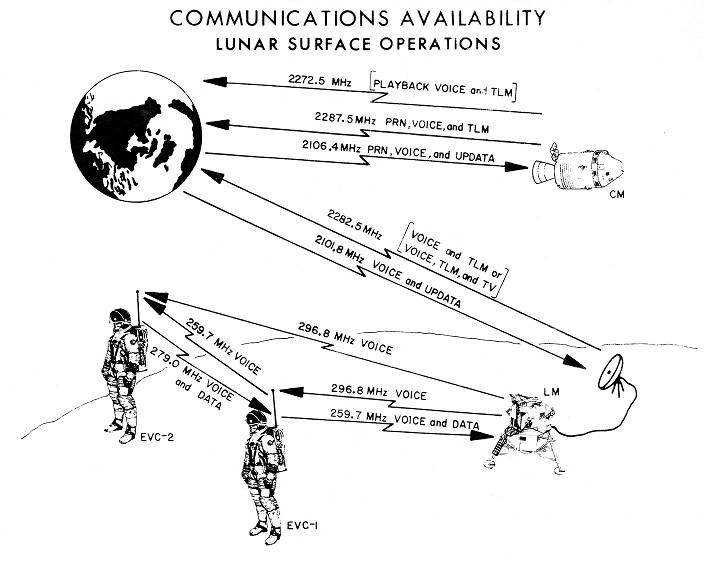 COMMUNICATIONS AVAILABILITY
LUNAR SURFACE OPERATIONS
2272.5 MHz [PLAYBACK VOICE and TLM]
2287.5 MHz PRN, VOICE, and TLM
2106.4 MHz PRN, VOICE, and UPDATA
CM
2282.5 MHz [VOICE and TLM or
VOICE, TLM, and TV]
2101.8 MHz VOICE and UPDATA
296.8 MHz VOICE
259.7 MHz VOICE
279.0 MHz VOICE
and DATA
EVC-2
296.8 MHz VOICE
LM
259.7 MHz VOICE and DATA
EVC-1